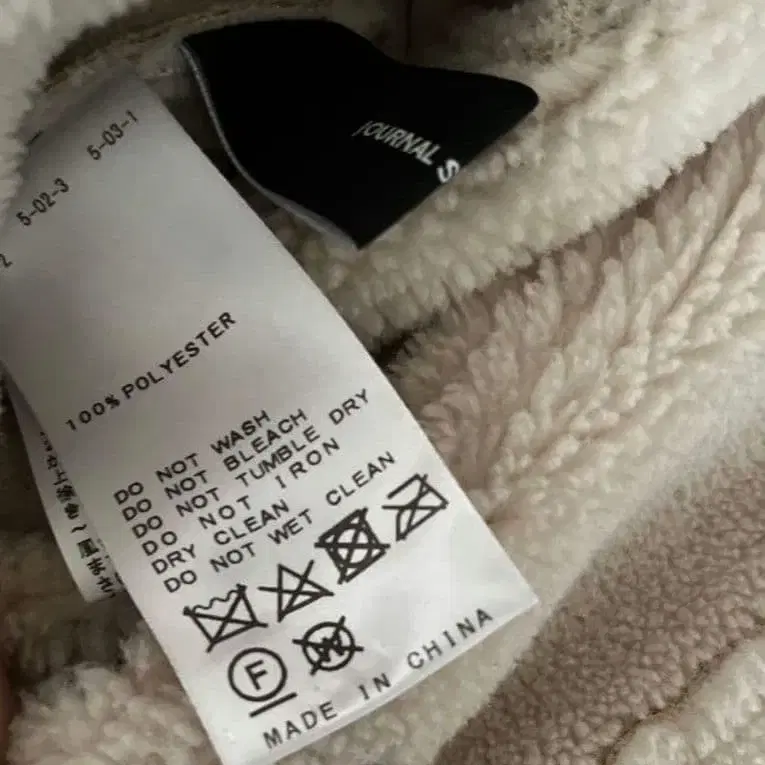 JOURNAL S
5-02-3 5-03-1
100% POLYESTER
DO NOT WASH
DO NOT BLEACH
DO NOT TUMBLE DRY
DO NOT IRON
DRY CLEAN
DO NOT WET CLEAN
F
W
MADE IN CHINA